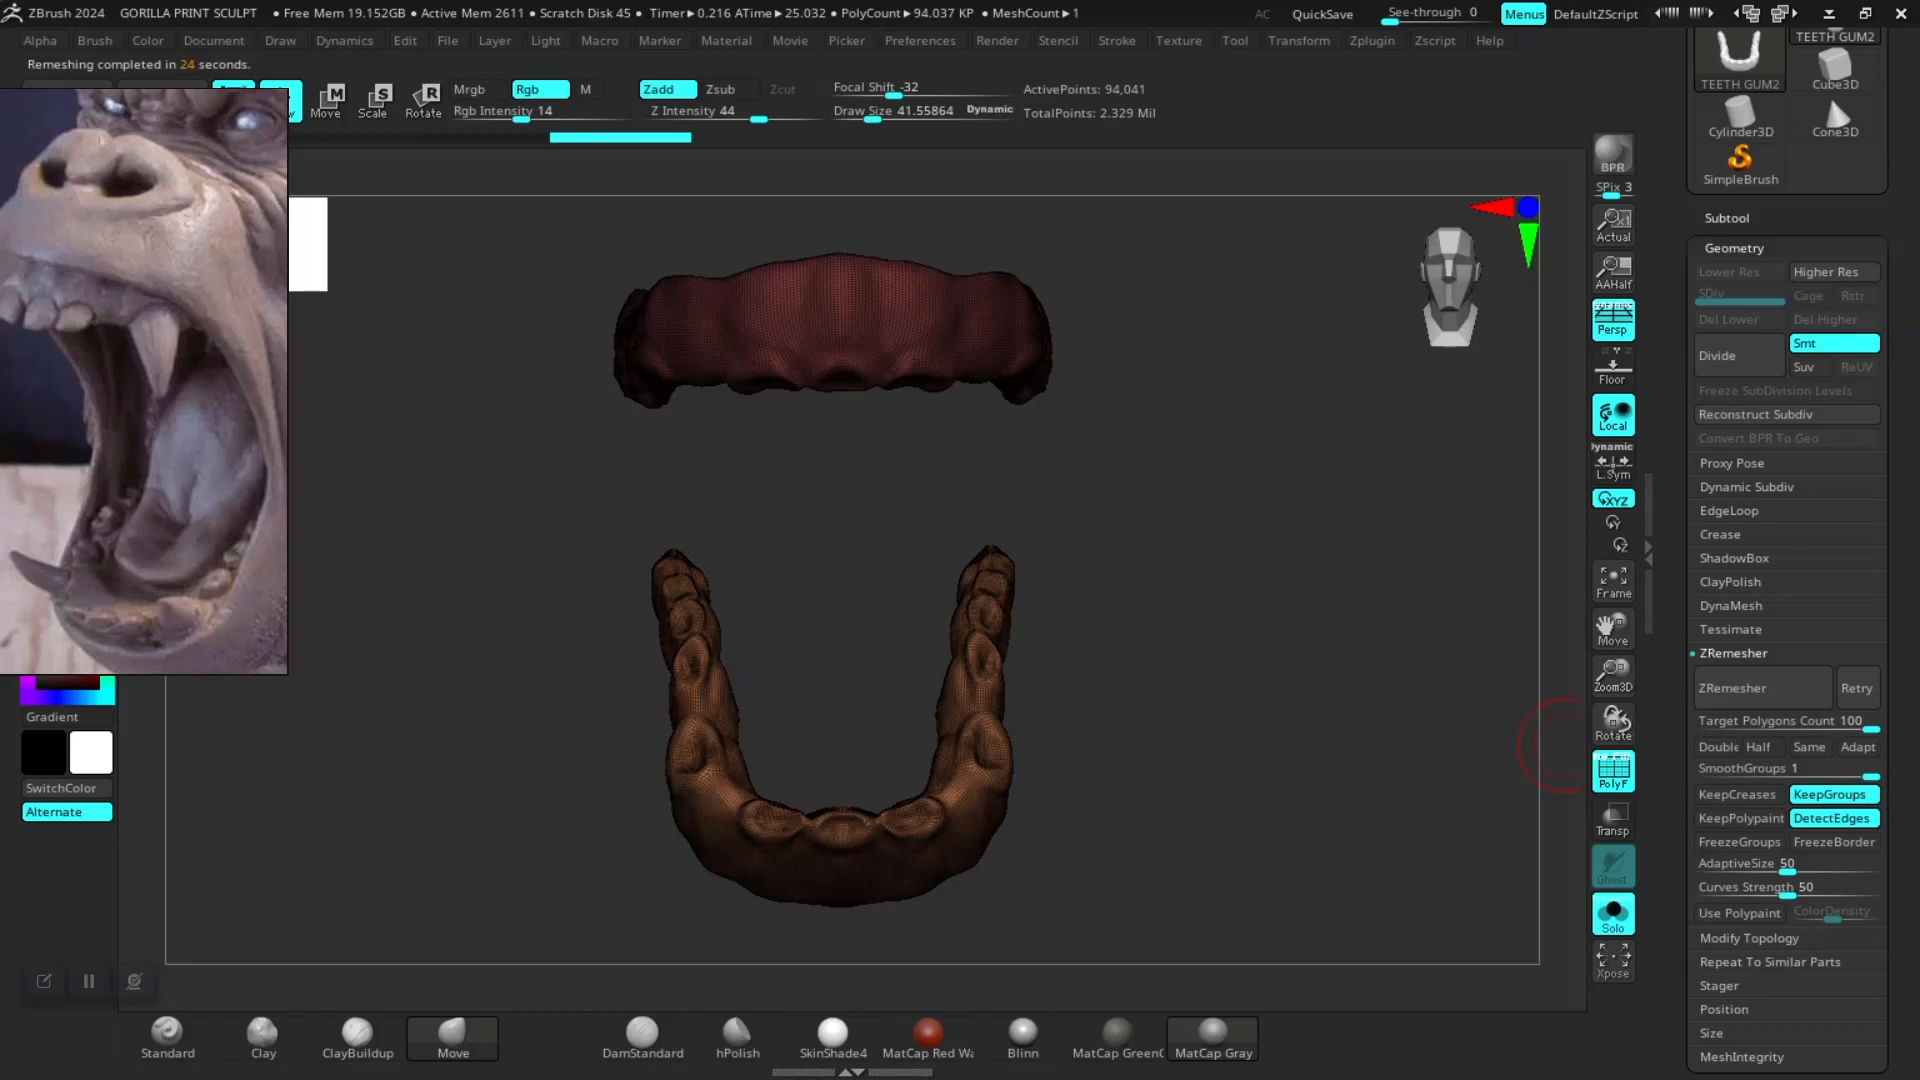 ZBrush 2024 GORILLA PRINT SCULPT • Free Mem 19.152GB • Active Mem 2611 • Scratch Disk 45 • Timer▸0.216 ATime▸25.032 • PolyCount▸94.037 KP • MeshCount▸1
AC QuickSave See-through 0 Menus DefaultZScript
Alpha Brush Color Document Draw Dynamics Edit File Layer Light Macro Marker Material Movie Picker Preferences Render Stencil Stroke Texture Tool Transform Zplugin Zscript Help
Remeshing completed in 24 seconds.
Move Scale Rotate
M S R
Mrgb Rgb M
Rgb Intensity 14
Zadd Zsub Zcut
Z Intensity 44
Focal Shift -32
Draw Size 41.55864 Dynamic
ActivePoints: 94,041
TotalPoints: 2.329 Mil
BPR
SPix 3
Actual
AAHalf
Persp
Floor
Local
Dynamic
L.Sym
XYZ
Y
Z
Frame
Move
Zoom3D
Rotate
PolyF
Transp
Ghost
Solo
Xpose
TEETH GUM2
TEETH GUM2 Cube3D
Cylinder3D Cone3D
SimpleBrush
Subtool
Geometry
Lower Res Higher Res
SDiv Cage Rstr
Del Lower Del Higher
Divide Smt
Suv ReUV
Freeze SubDivision Levels
Reconstruct Subdiv
Convert BPR To Geo
Proxy Pose
Dynamic Subdiv
EdgeLoop
Crease
ShadowBox
ClayPolish
DynaMesh
Tessimate
ZRemesher
ZRemesher Retry
Target Polygons Count 100
Double Half Same Adapt
SmoothGroups 1
KeepCreases KeepGroups
KeepPolypaint DetectEdges
FreezeGroups FreezeBorder
AdaptiveSize 50
Curves Strength 50
Use Polypaint ColorDensity
Modify Topology
Repeat To Similar Parts
Stager
Position
Size
MeshIntegrity
Gradient
SwitchColor
Alternate
Standard Clay ClayBuildup Move DamStandard hPolish SkinShade4 MatCap Red Wa Blinn MatCap GreenC MatCap Gray